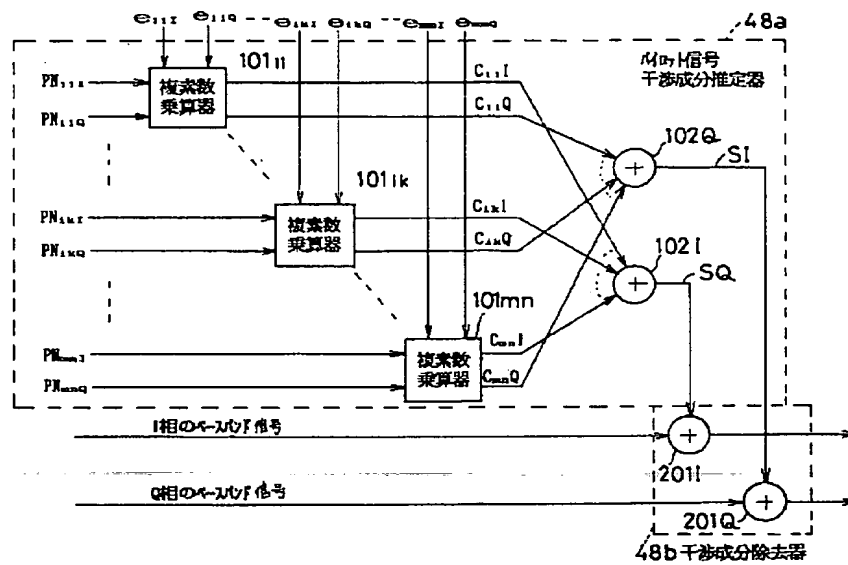 e₁₁I e₁₁Q eᵢₖI eᵢₖQ eₘₙI eₘₙQ
48a
パイロット信号
干渉成分推定器
101₁₁
PN₁₁I
複素数
乗算器
C₁₁I
PN₁₁Q
C₁₁Q
102Q
SI
101ik
PNᵢₖI
複素数
乗算器
CᵢₖI
PNᵢₖQ
CᵢₖQ
102I
SQ
101mn
PNₘₙI
複素数
乗算器
CₘₙI
PNₘₙQ
CₘₙQ
I相のベースバンド信号
201I
Q相のベースバンド信号
201Q
48b 干渉成分除去器